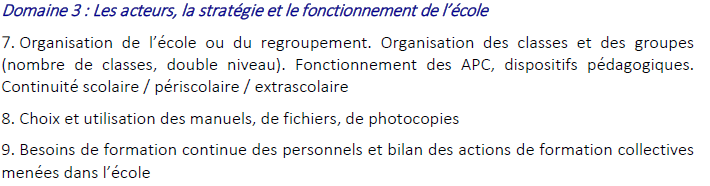 Domaine 3 : Les acteurs, la stratégie et le fonctionnement de l’école
7. Organisation de l’école ou du regroupement. Organisation des classes et des groupes
(nombre de classes, double niveau). Fonctionnement des APC, dispositifs pédagogiques.
Continuité scolaire / périscolaire / extrascolaire
8. Choix et utilisation des manuels, de fichiers, de photocopies
9. Besoins de formation continue des personnels et bilan des actions de formation collectives
menées dans l’école